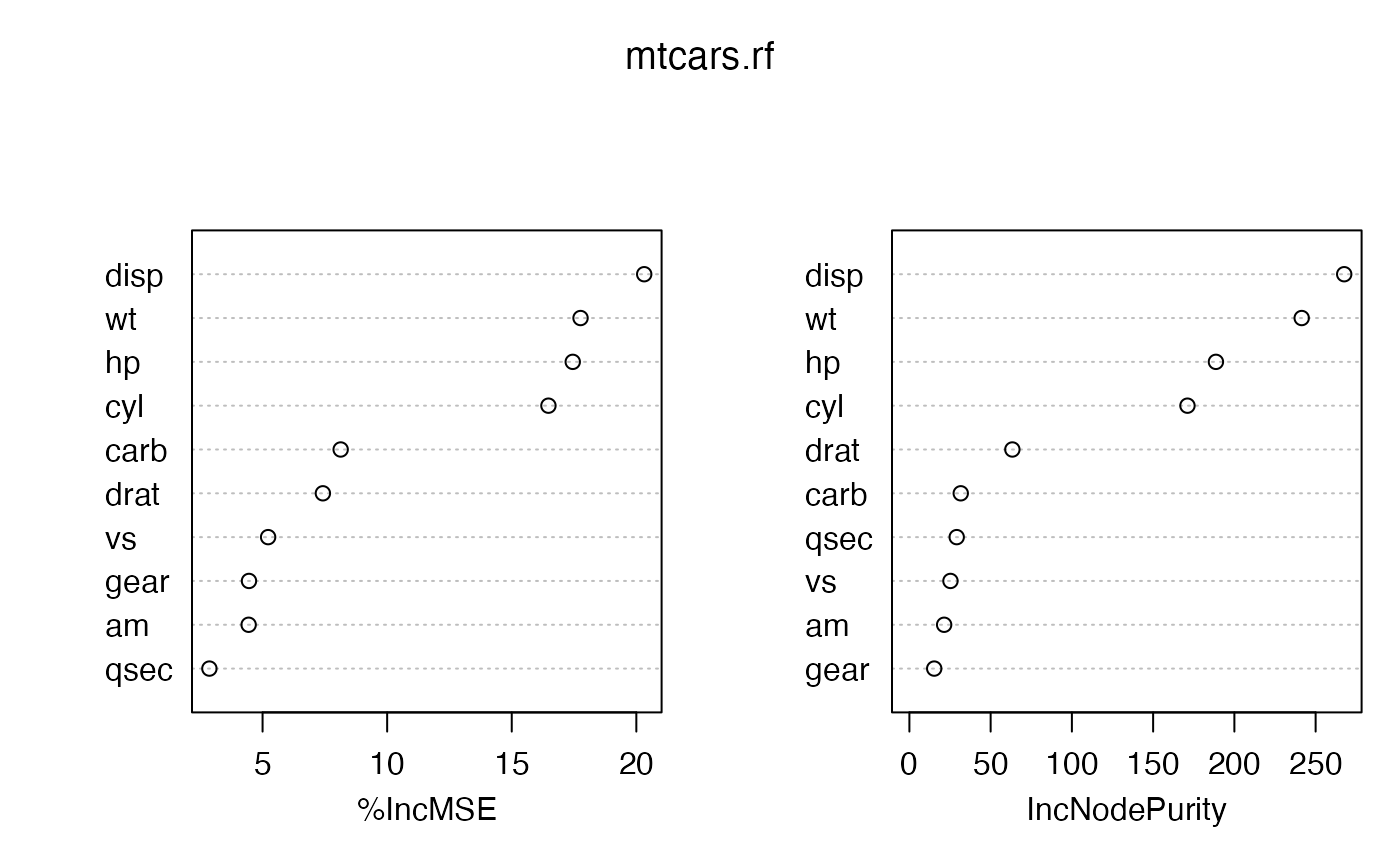 mtcars.rf
disp
wt
hp
cyl
carb
drat
vs
gear
am
qsec
5 10 15 20
%IncMSE
disp
wt
hp
cyl
drat
carb
qsec
vs
am
gear
0 50 100 150 200 250
IncNodePurity